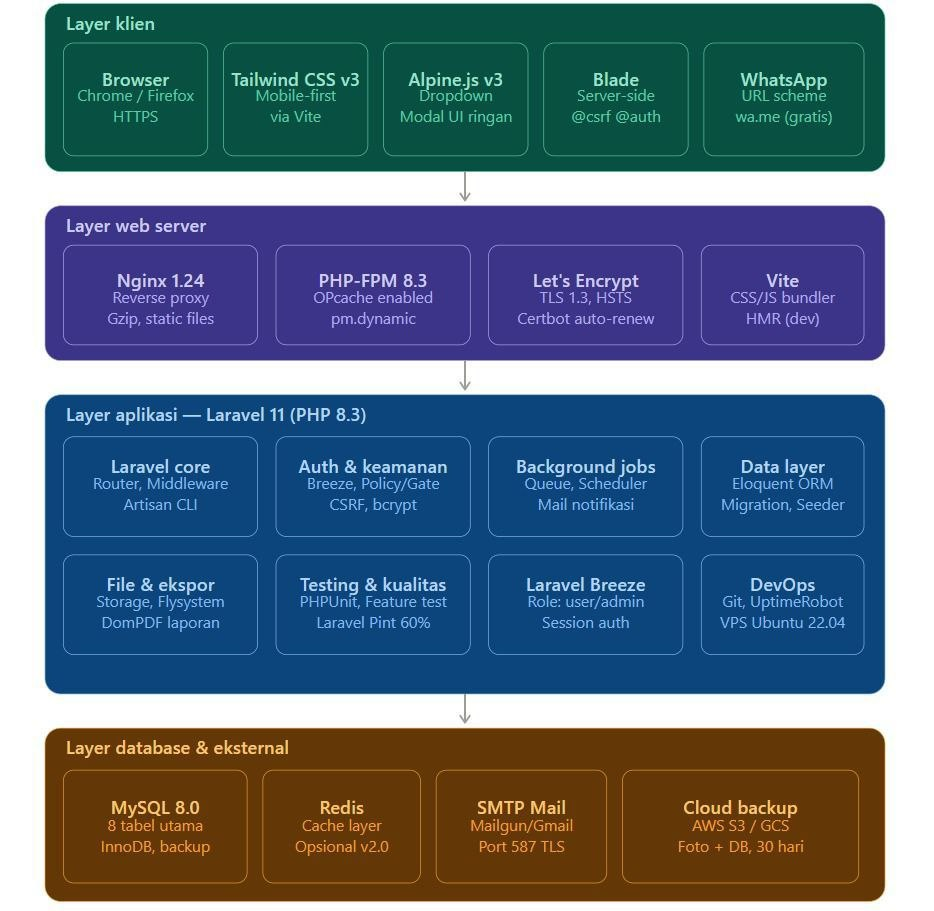 Layer klien
Browser
Chrome / Firefox
HTTPS
Tailwind CSS v3
Mobile-first
via Vite
Alpine.js v3
Dropdown
Modal UI ringan
Blade
Server-side
@csrf @auth
WhatsApp
URL scheme
wa.me (gratis)
Layer web server
Nginx 1.24
Reverse proxy
Gzip, static files
PHP-FPM 8.3
OPcache enabled
pm.dynamic
Let's Encrypt
TLS 1.3, HSTS
Certbot auto-renew
Vite
CSS/JS bundler
HMR (dev)
Layer aplikasi — Laravel 11 (PHP 8.3)
Laravel core
Router, Middleware
Artisan CLI
Auth & keamanan
Breeze, Policy/Gate
CSRF, bcrypt
Background jobs
Queue, Scheduler
Mail notifikasi
Data layer
Eloquent ORM
Migration, Seeder
File & ekspor
Storage, Flysystem
DomPDF laporan
Testing & kualitas
PHPUnit, Feature test
Laravel Pint 60%
Laravel Breeze
Role: user/admin
Session auth
DevOps
Git, UptimeRobot
VPS Ubuntu 22.04
Layer database & eksternal
MySQL 8.0
8 tabel utama
InnoDB, backup
Redis
Cache layer
Opsional v2.0
SMTP Mail
Mailgun/Gmail
Port 587 TLS
Cloud backup
AWS S3 / GCS
Foto + DB, 30 hari